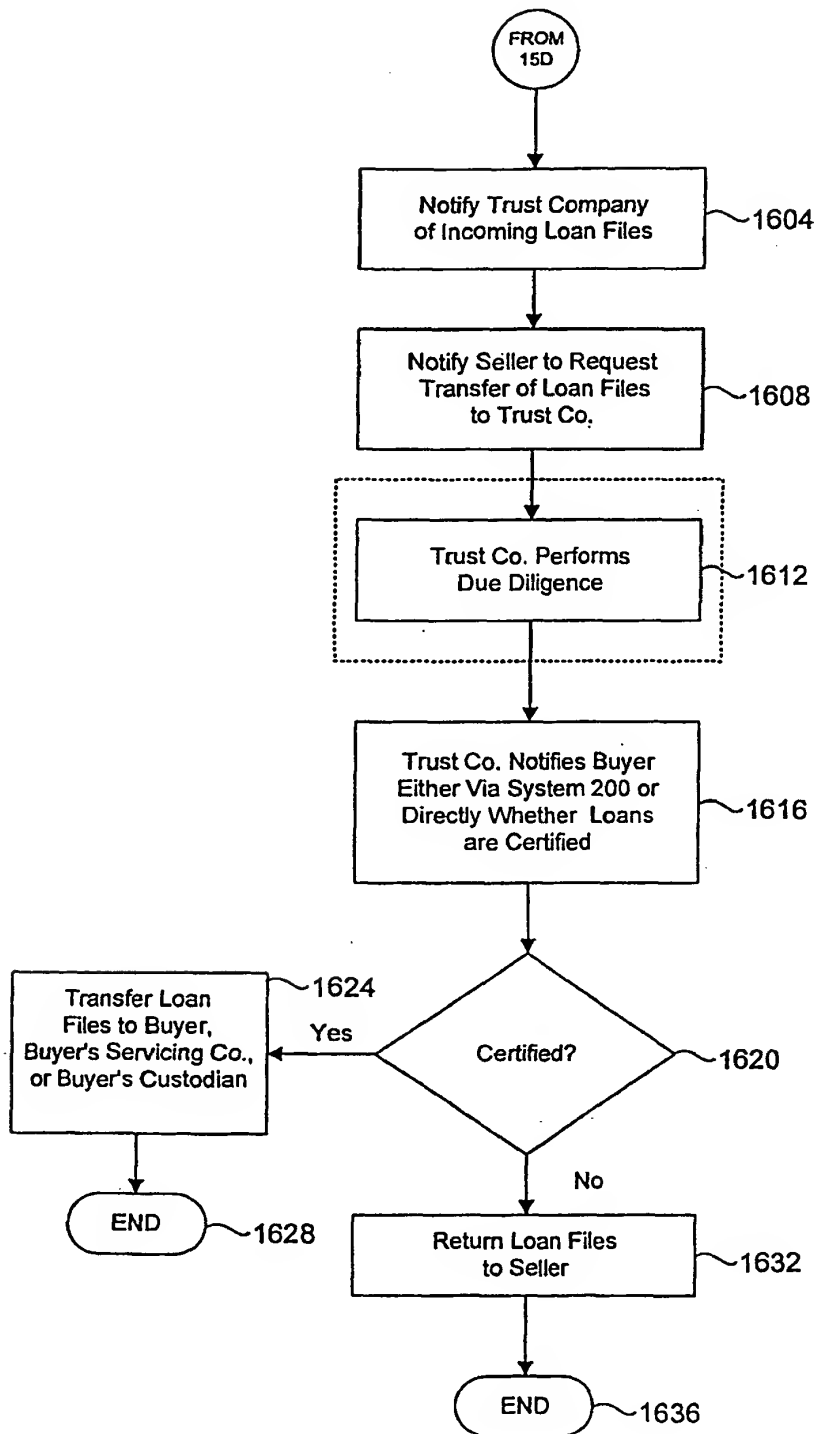 FROM
15D
Notify Trust Company
of Incoming Loan Files
1604
Notify Seller to Request
Transfer of Loan Files
to Trust Co.
1608
Trust Co. Performs
Due Diligence
1612
Trust Co. Notifies Buyer
Either Via System 200 or
Directly Whether Loans
are Certified
1616
Transfer Loan
Files to Buyer,
Buyer's Servicing Co.,
or Buyer's Custodian
1624
Yes
Certified?
1620
No
END
1628
Return Loan Files
to Seller
1632
END
1636